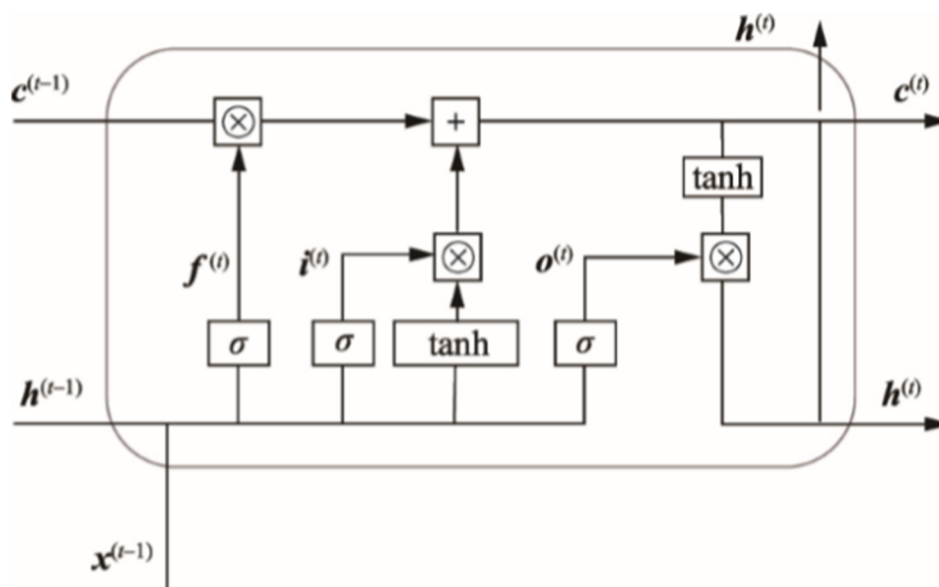 h^(t)
c^(t−1)
c^(t)
⊗
+
tanh
f^(t)
i^(t)
⊗
o^(t)
⊗
σ
σ
tanh
σ
h^(t−1)
h^(t)
x^(t−1)